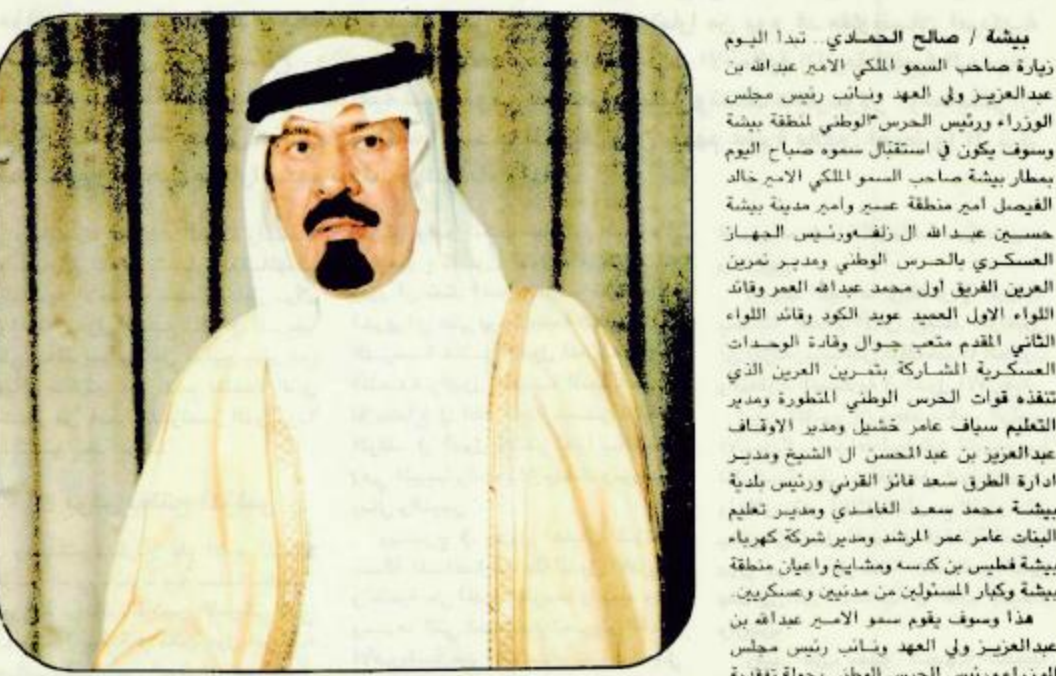 بيشة / صالح الحمادي.. تبدأ اليوم
زيارة صاحب السمو الملكي الامير عبدالله بن
عبدالعزيز ولي العهد ونائب رئيس مجلس
الوزراء ورئيس الحرس الوطني لمنطقة بيشة
وسوف يكون في استقبال سموه صباح اليوم
بمطار بيشة صاحب السمو الملكي الامير خالد
الفيصل امير منطقة عسير وامير مدينة بيشة
حسين عبدالله ال زلفه ورئيس الجهاز
العسكري بالحرس الوطني ومدير تمرين
العرين الفريق اول محمد عبدالله العمر وقائد
اللواء الاول العميد عويد الكود وقائد اللواء
الثاني المقدم متعب جوال وقادة الوحدات
العسكرية المشاركة بتمرين العرين الذي
تنفذه قوات الحرس الوطني المتطورة ومدير
التعليم سياف عامر خشيل ومدير الاوقاف
عبدالعزيز بن عبدالمحسن ال الشيخ ومدير
ادارة الطرق سعد فائز القرني ورئيس بلدية
بيشة محمد سعد الغامدي ومدير تعليم
البنات عامر عمر المرشد ومدير شركة كهرباء
بيشة فطيس بن كدسه ومشايخ واعيان منطقة
بيشة وكبار المسئولين من مدنيين وعسكريين.
هذا وسوف يقوم سمو الامير عبدالله بن
عبدالعزيز ولي العهد ونائب رئيس مجلس
الوزراء ورئيس الحرس الوطني بجولة تفقدية